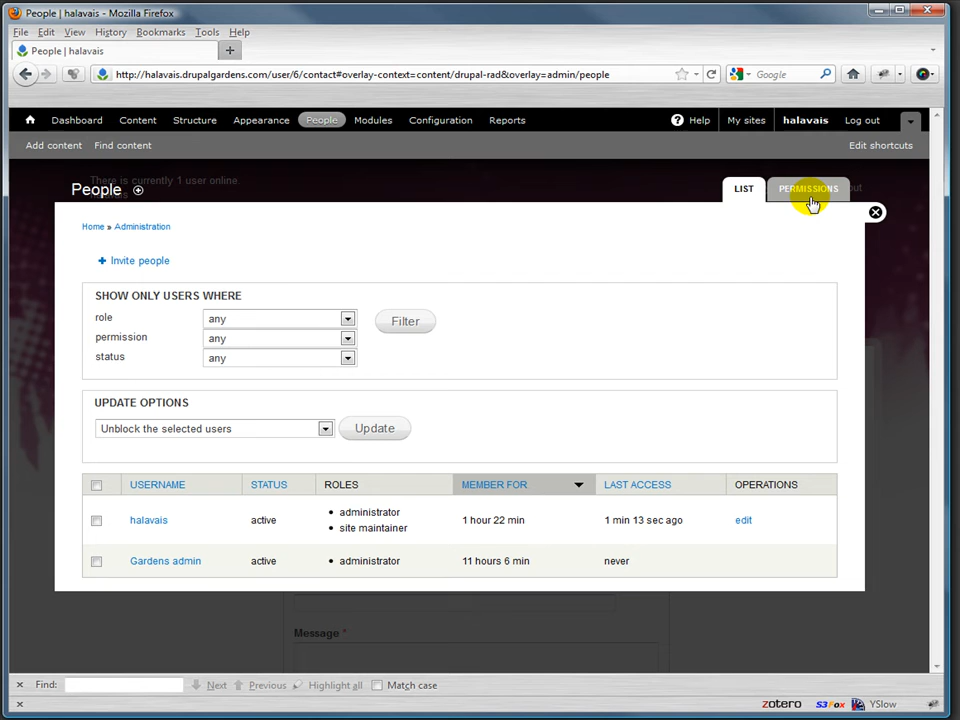 People | halavais - Mozilla Firefox
File Edit View History Bookmarks Tools Help
People | halavais
http://halavais.drupalgardens.com/user/6/contact#overlay-context=content/drupal-rad&overlay=admin/people
Google
Dashboard Content Structure Appearance People Modules Configuration Reports Help My sites halavais Log out
Add content Find content Edit shortcuts
There is currently 1 user online.
People LIST PERMISSIONS
Home » Administration
Invite people
SHOW ONLY USERS WHERE
role any Filter
permission any
status any
UPDATE OPTIONS
Unblock the selected users Update
USERNAME STATUS ROLES MEMBER FOR LAST ACCESS OPERATIONS
halavais active • administrator 1 hour 22 min 1 min 13 sec ago edit
• site maintainer
Gardens admin active • administrator 11 hours 6 min never
Message *
× Find: Next Previous Highlight all Match case
× zotero S3Fox YSlow